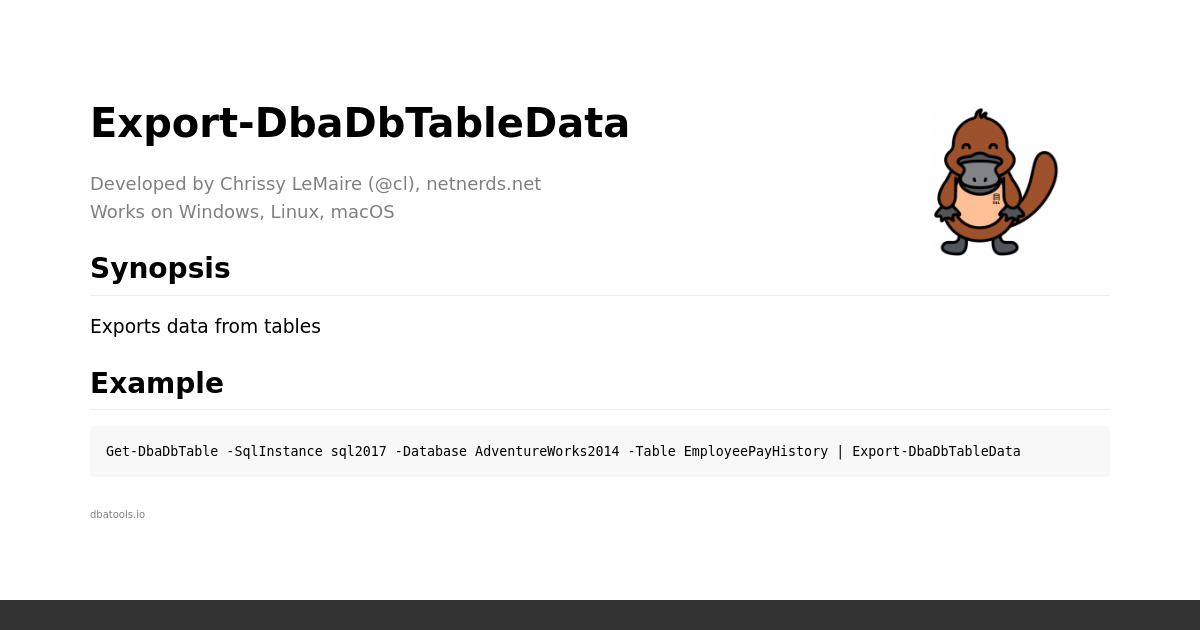 Export-DbaDbTableData
Developed by Chrissy LeMaire (@cl), netnerds.net
Works on Windows, Linux, macOS
Synopsis
Exports data from tables
Example
Get-DbaDbTable -SqlInstance sql2017 -Database AdventureWorks2014 -Table EmployeePayHistory | Export-DbaDbTableData
dbatools.io